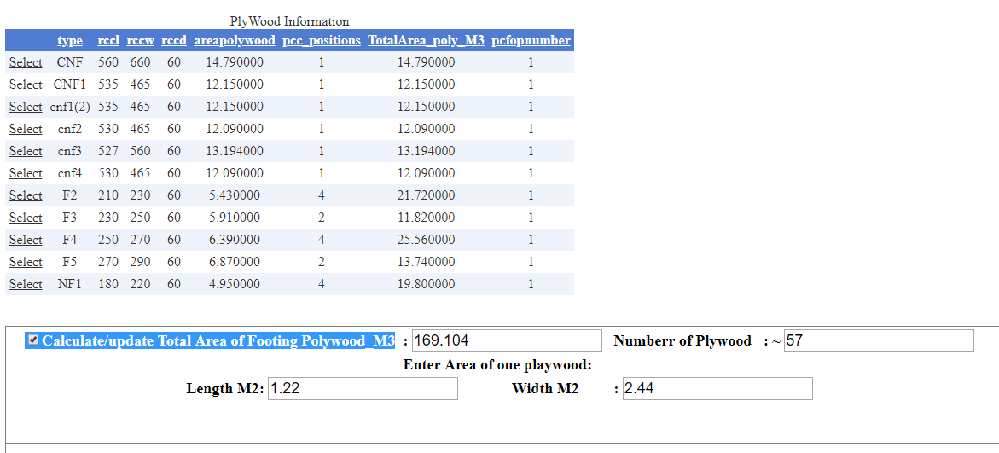 PlyWood Information
type rccl rccw rccd areapolywood pcc_positions TotalArea_poly_M3 pcfopnumber
Select CNF 560 660 60 14.790000 1 14.790000 1
Select CNF1 535 465 60 12.150000 1 12.150000 1
Select cnf1(2) 535 465 60 12.150000 1 12.150000 1
Select cnf2 530 465 60 12.090000 1 12.090000 1
Select cnf3 527 560 60 13.194000 1 13.194000 1
Select cnf4 530 465 60 12.090000 1 12.090000 1
Select F2 210 230 60 5.430000 4 21.720000 1
Select F3 230 250 60 5.910000 2 11.820000 1
Select F4 250 270 60 6.390000 4 25.560000 1
Select F5 270 290 60 6.870000 2 13.740000 1
Select NF1 180 220 60 4.950000 4 19.800000 1
Calculate/update Total Area of Footing Polywood_M3 : 169.104 Numberr of Plywood : ~ 57
Enter Area of one playwood:
Length M2: 1.22 Width M2 : 2.44